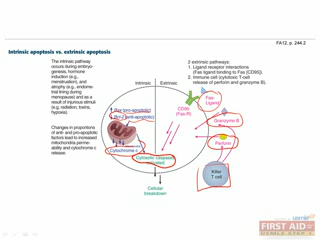 FA12, p. 244.2
Intrinsic apoptosis vs. extrinsic apoptosis
The intrinsic pathway
occurs during embryo-
genesis, hormone
induction (e.g.,
menstruation), and
atrophy (e.g., endome-
trial lining during
menopause) and as a
result of injurious stimuli
(e.g., radiation, toxins,
hypoxia).
Changes in proportions
of anti- and pro-apoptotic
factors lead to increased
mitochondria perme-
ability and cytochrome c
release.
2 extrinsic pathways:
1. Ligand receptor interactions
(Fas ligand binding to Fas [CD95]).
2. Immune cell (cytotoxic T-cell
release of perforin and granzyme B).
Intrinsic
Extrinsic
Bax (pro-apoptotic)
Bcl-2 (anti-apoptotic)
Cytochrome c
Cytosolic caspases
activated
CD95
(Fas-R)
Fas-
Ligand
Granzyme B
Perforin
Killer
T cell
Cellular
breakdown
FIRST AID